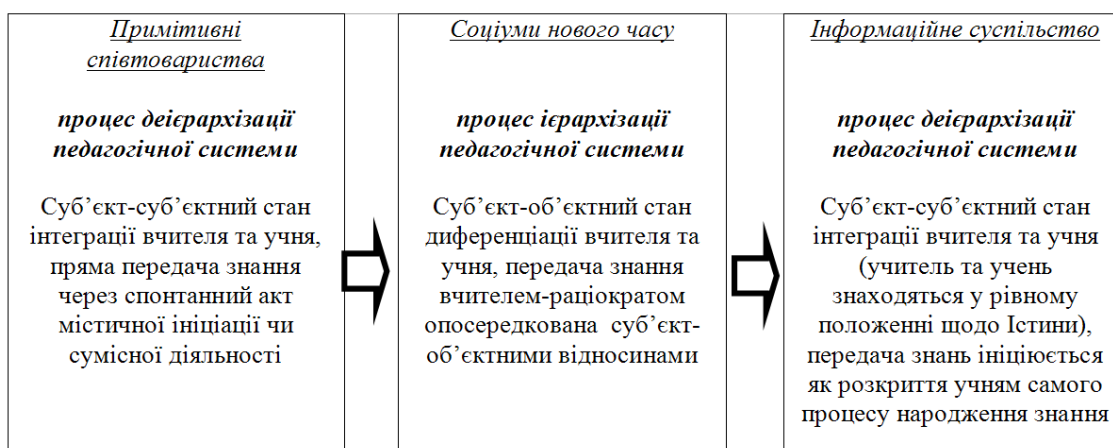 Примітивні
співтовариства
процес деієрархізації
педагогічної системи
Суб’єкт-суб’єктний стан
інтеграції вчителя та учня,
пряма передача знання
через спонтанний акт
містичної ініціації чи
сумісної діяльності
Соціуми нового часу
процес ієрархізації
педагогічної системи
Суб’єкт-об’єктний стан
диференціації вчителя та
учня, передача знання
вчителем-раціократом
опосередкована суб’єкт-
об’єктними відносинами
Інформаційне суспільство
процес деієрархізації
педагогічної системи
Суб’єкт-суб’єктний стан
інтеграції вчителя та учня
(учитель та учень
знаходяться у рівному
положенні щодо Істини),
передача знань ініціюється
як розкриття учням самого
процесу народження знання